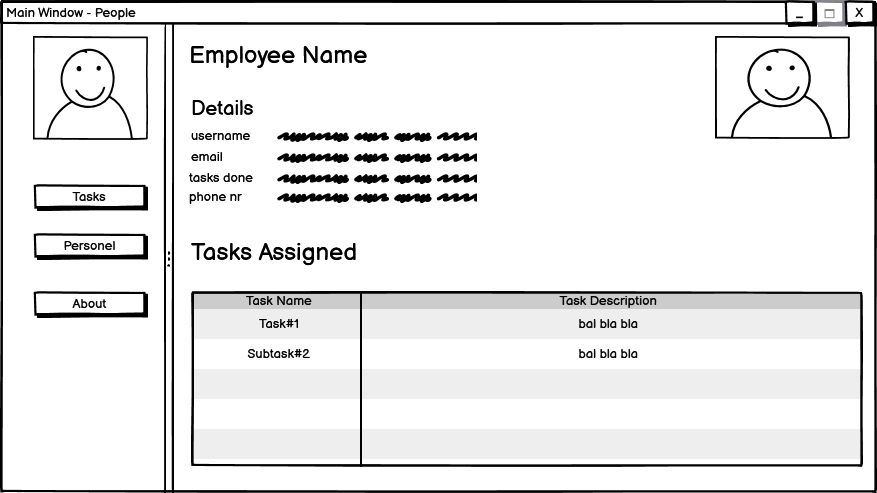 Main Window - People
_ □ X
Employee Name
Details
username
email
tasks done
phone nr
Tasks
Personel
About
Tasks Assigned
Task Name Task Description
Task#1 bal bla bla
Subtask#2 bal bla bla